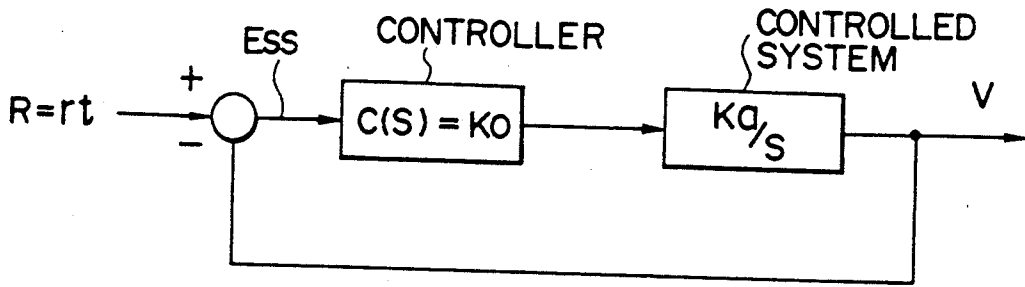 ESS
CONTROLLER
CONTROLLED
SYSTEM
R=rt
+
−
C(S) = Ko
Ka/S
V